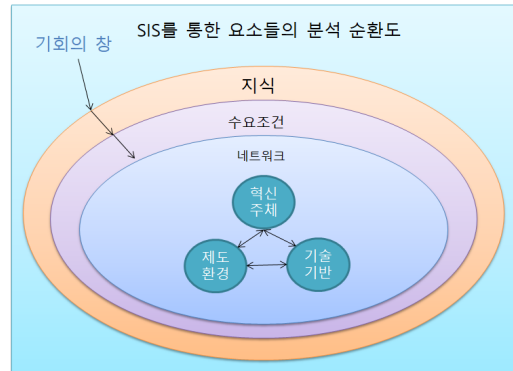 SIS를 통한 요소들의 분석 순환도
기회의 창
지식
수요조건
네트워크
혁신
주체
제도
환경
기술
기반